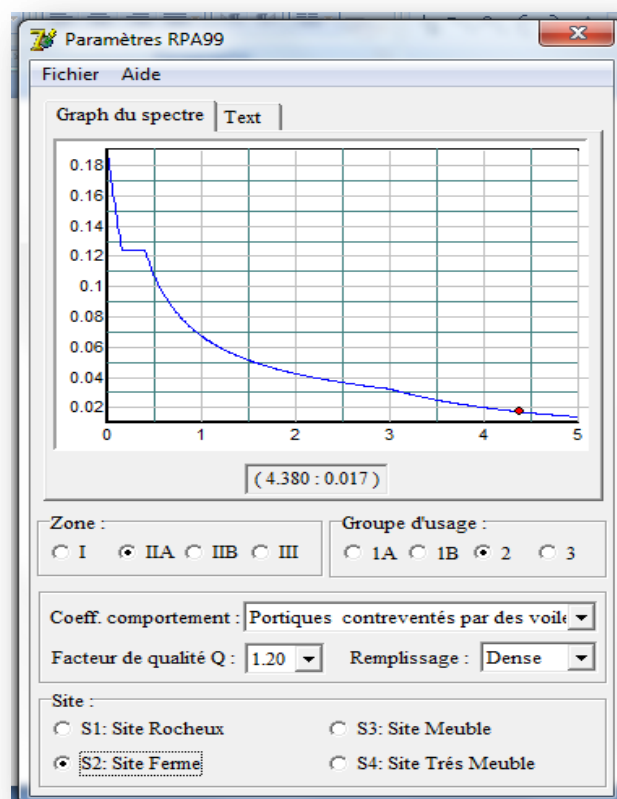 Paramètres RPA99
Fichier Aide
Graph du spectre Text
0.18
0.16
0.14
0.12
0.1
0.08
0.06
0.04
0.02
0 1 2 3 4 5
( 4.380 : 0.017 )
Zone :
I IIA IIB III
Groupe d'usage :
1A 1B 2 3
Coeff. comportement : Portiques contreventés par des voile
Facteur de qualité Q : 1.20 Remplissage : Dense
Site :
S1: Site Rocheux S3: Site Meuble
S2: Site Ferme S4: Site Trés Meuble